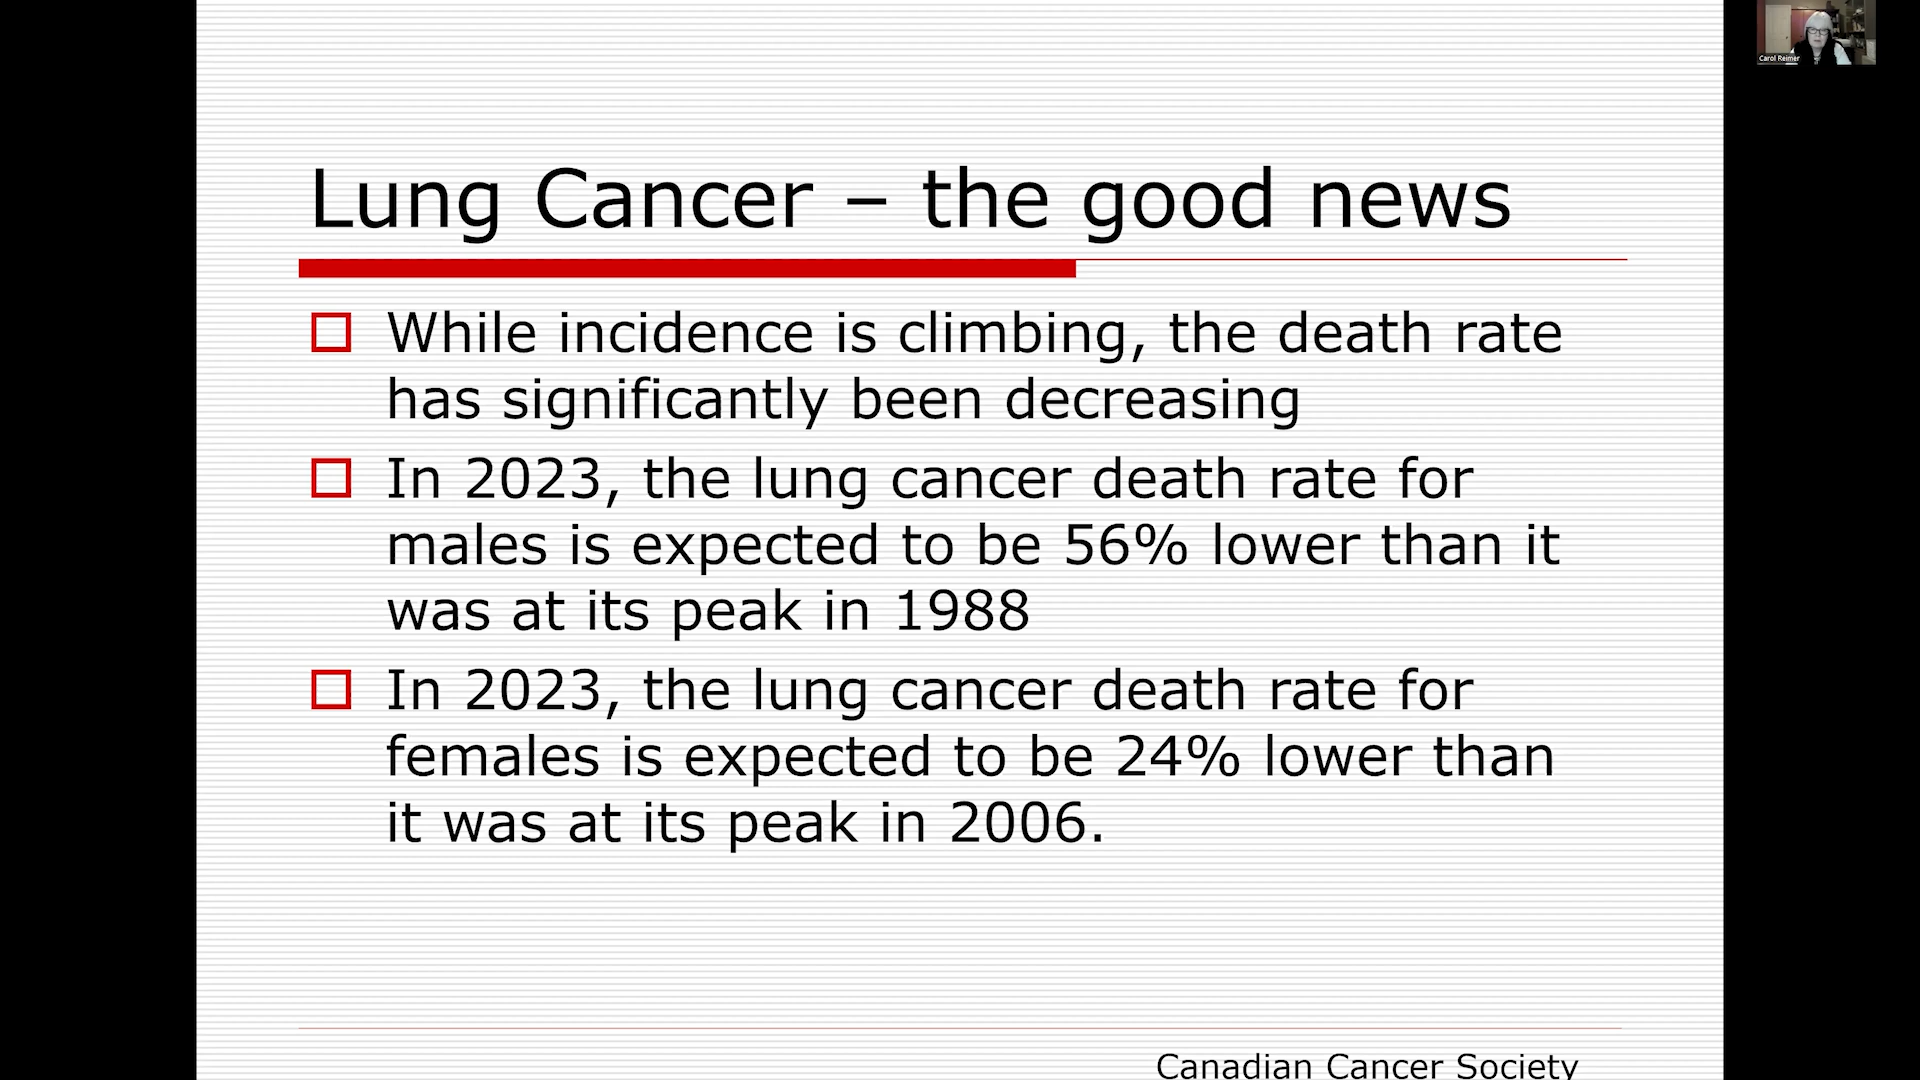 Carol Reimer
Lung Cancer – the good news
While incidence is climbing, the death rate
has significantly been decreasing
In 2023, the lung cancer death rate for
males is expected to be 56% lower than it
was at its peak in 1988
In 2023, the lung cancer death rate for
females is expected to be 24% lower than
it was at its peak in 2006.
Canadian Cancer Society